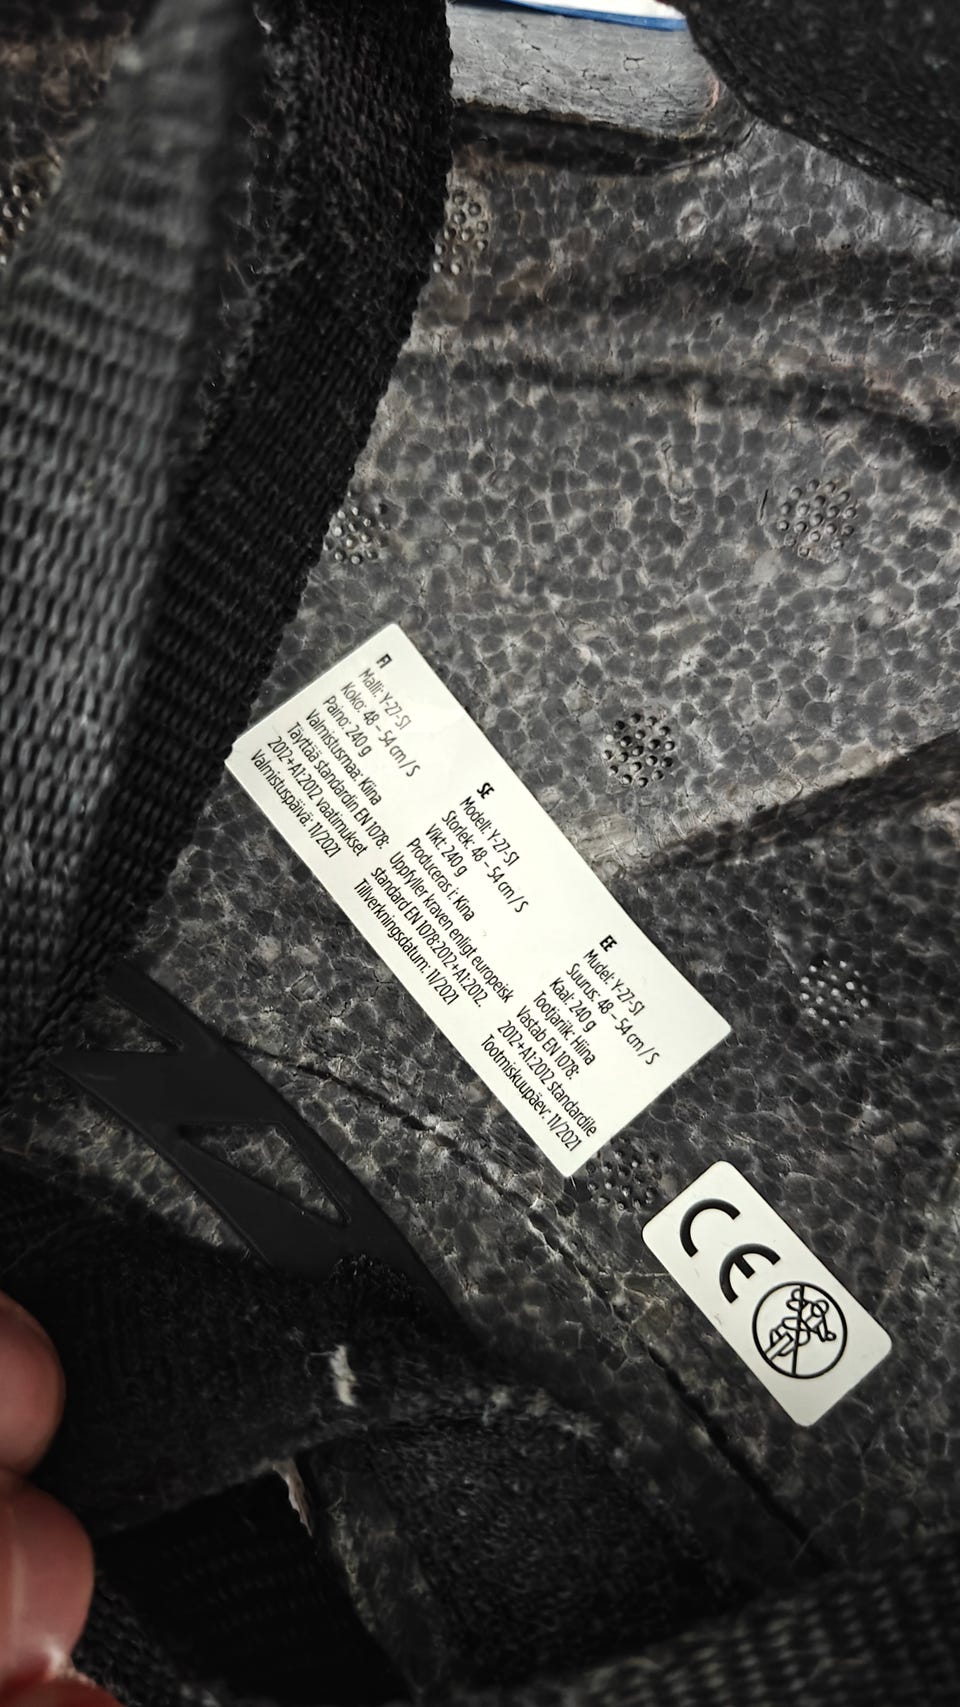 FI
Malli: Y-27-S1
Koko: 48 – 54 cm / S
Paino: 240 g
Valmistusmaa: Kiina
Täyttää standardin EN 1078:
2012+A1:2012 vaatimukset
Valmistuspäivä: 11/2021
SE
Modell: Y-27-S1
Storlek: 48 – 54 cm / S
Vikt: 240 g
Produceras i: Kina
Uppfyller kraven enligt europeisk
standard EN 1078:2012+A1:2012.
Tillverkningsdatum: 11/2021
EE
Mudel: Y-27-S1
Suurus: 48 – 54 cm / S
Kaal: 240 g
Tootjariik: Hiina
Vastab EN 1078:
2012+A1:2012 standardile
Tootmiskuupäev: 11/2021
CE